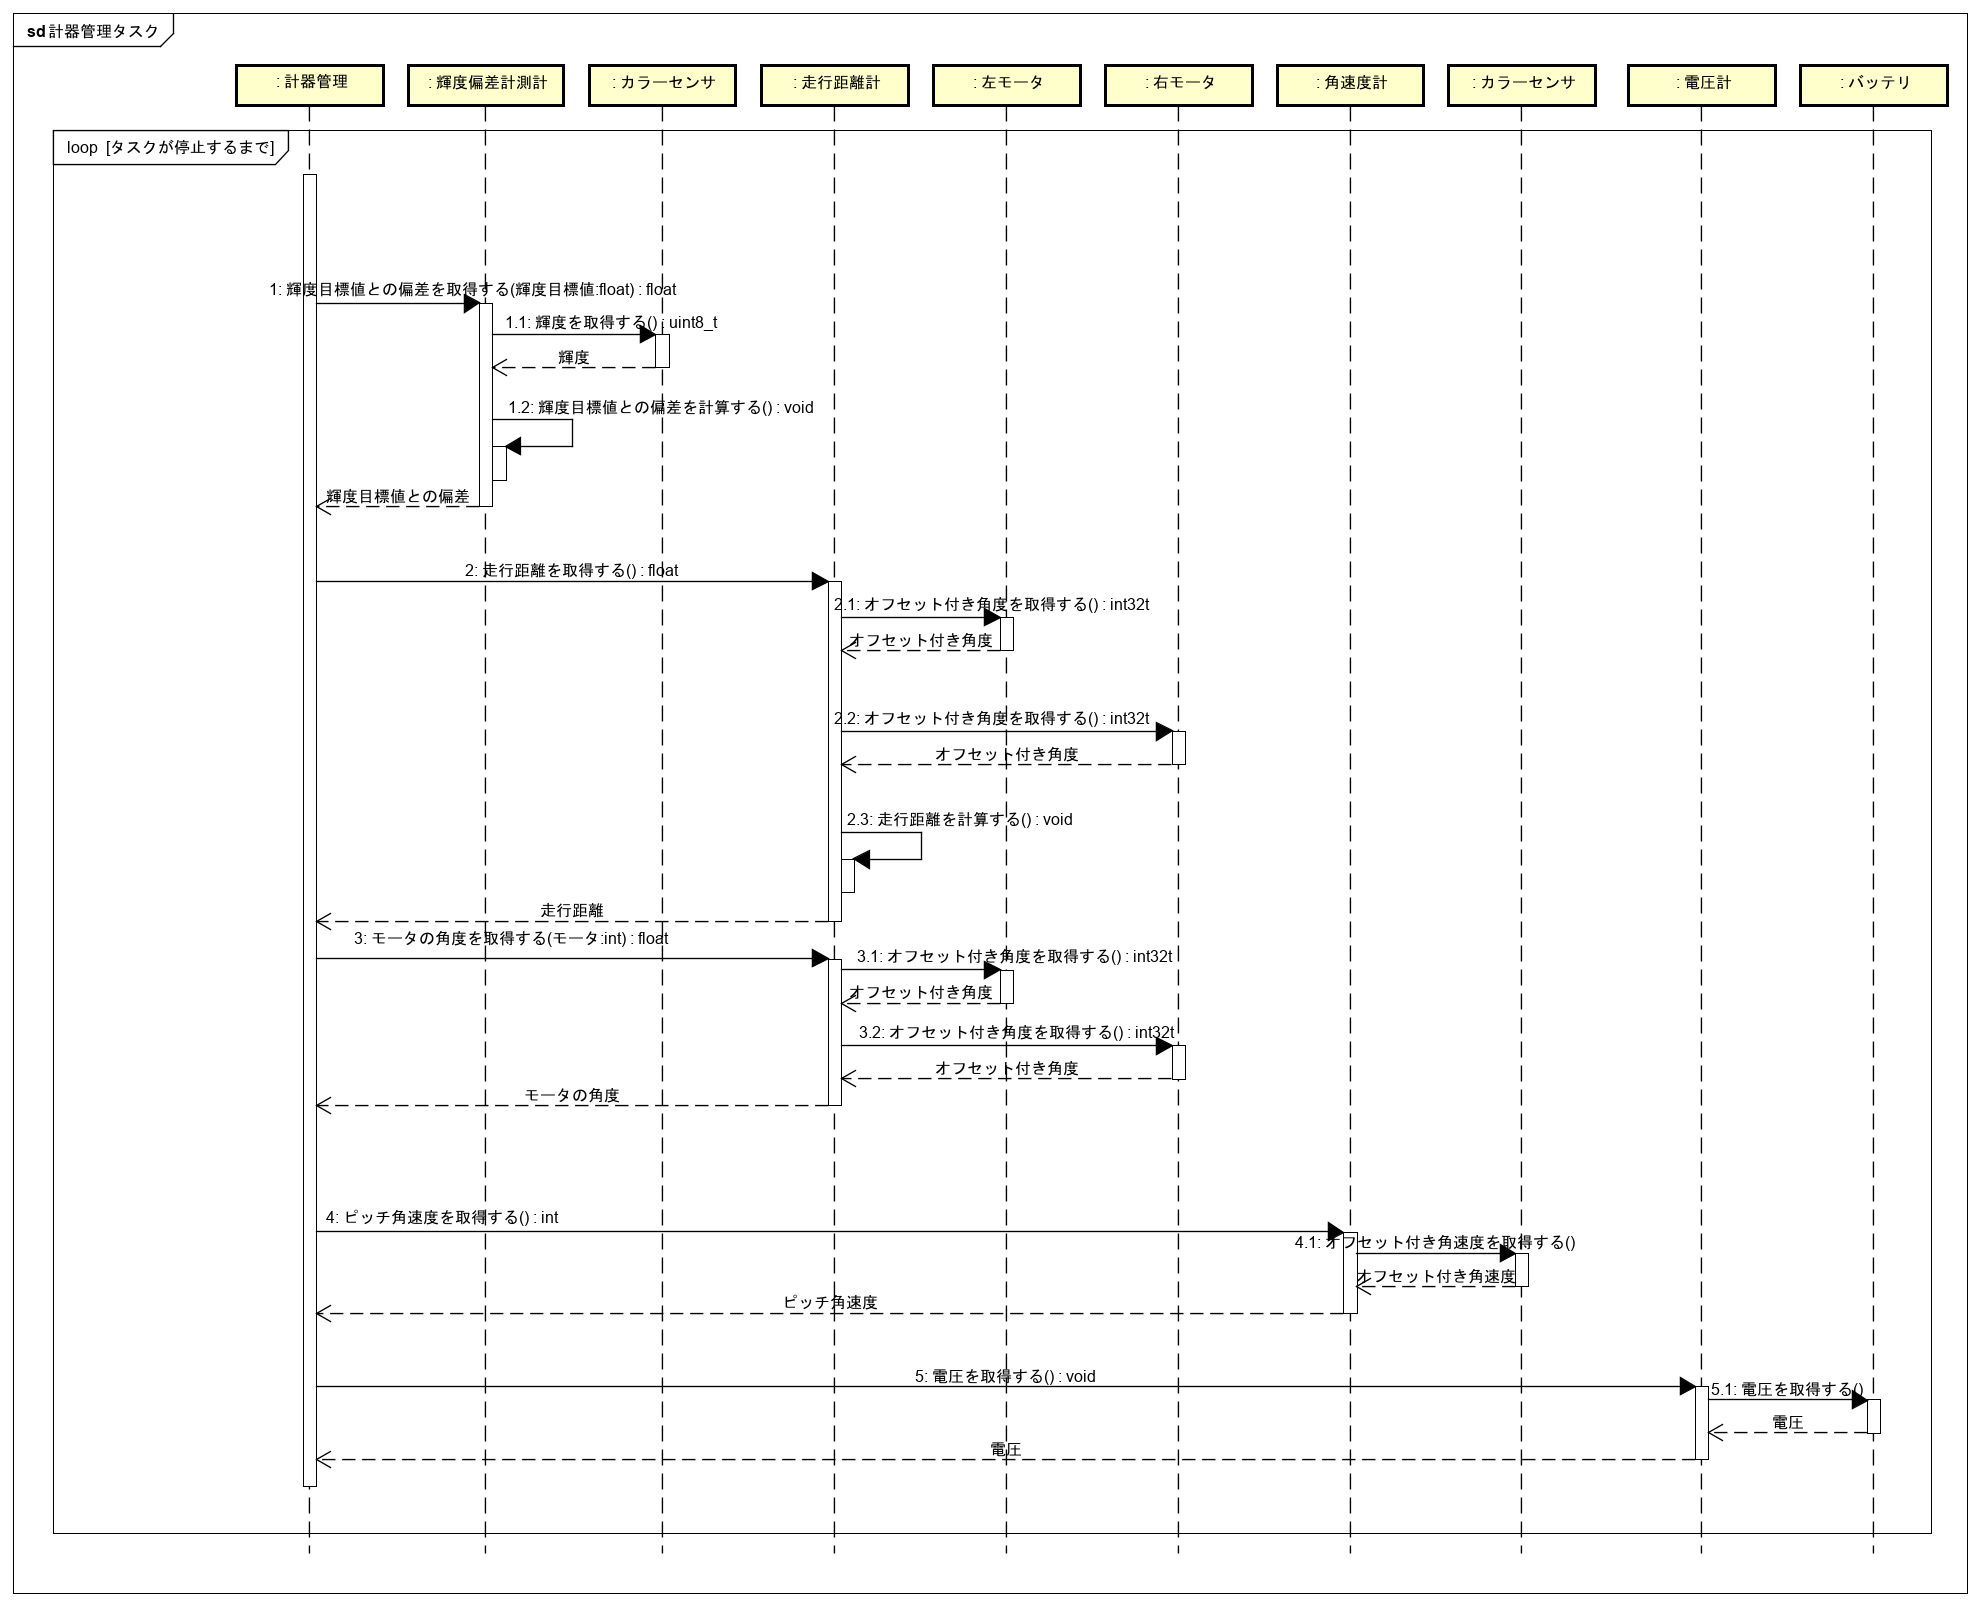 sd 計器管理タスク
: 計器管理
: 輝度偏差計測計
: カラーセンサ
: 走行距離計
: 左モータ
: 右モータ
: 角速度計
: カラーセンサ
: 電圧計
: バッテリ
loop [タスクが停止するまで]
1: 輝度目標値との偏差を取得する(輝度目標値:float) : float
1.1: 輝度を取得する() : uint8_t
輝度
1.2: 輝度目標値との偏差を計算する() : void
輝度目標値との偏差
2: 走行距離を取得する() : float
2.1: オフセット付き角度を取得する() : int32t
オフセット付き角度
2.2: オフセット付き角度を取得する() : int32t
オフセット付き角度
2.3: 走行距離を計算する() : void
走行距離
3: モータの角度を取得する(モータ:int) : float
3.1: オフセット付き角度を取得する() : int32t
オフセット付き角度
3.2: オフセット付き角度を取得する() : int32t
オフセット付き角度
モータの角度
4: ピッチ角速度を取得する() : int
4.1: オフセット付き角速度を取得する()
オフセット付き角速度
ピッチ角速度
5: 電圧を取得する() : void
5.1: 電圧を取得する()
電圧
電圧